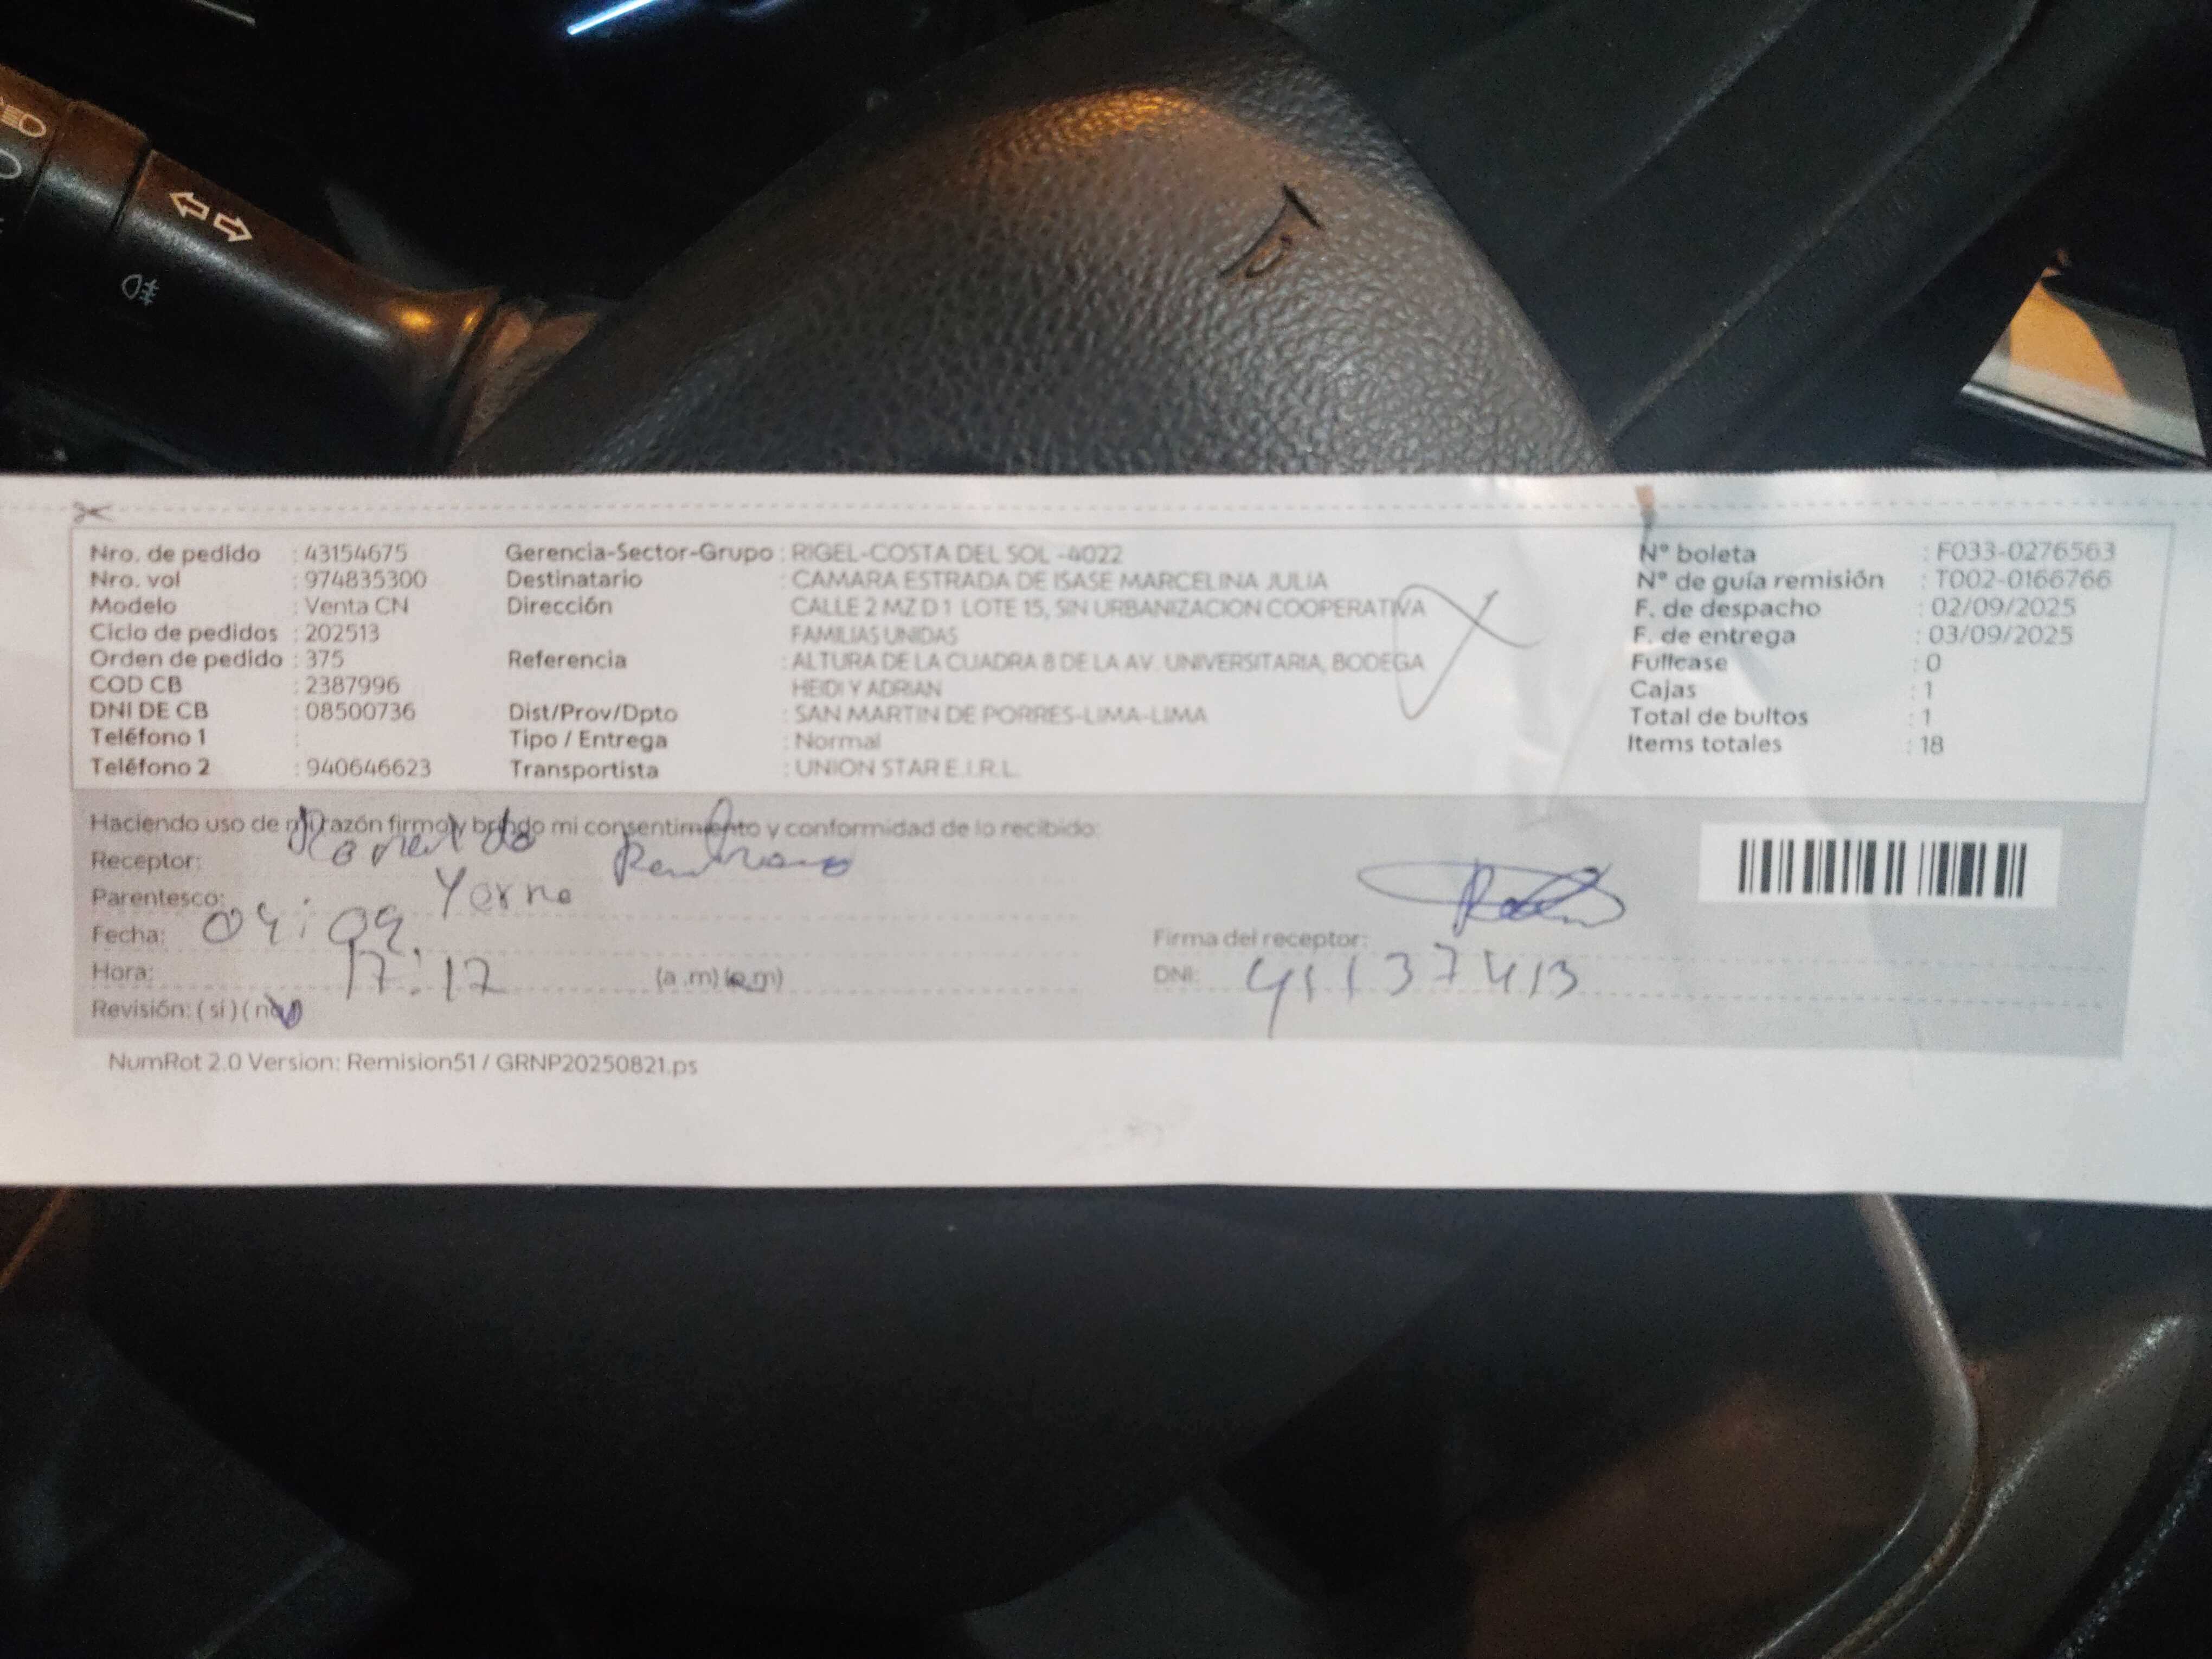 Nro. de pedido : 43154675 Gerencia-Sector-Grupo : RIGEL-COSTA DEL SOL -4022 N° boleta : F033-0276563
Nro. vol : 974835300 Destinatario : CAMARA ESTRADA DE ISASE MARCELINA JULIA N° de guía remisión : T002-0166766
Modelo : Venta CN Dirección CALLE 2 MZ D1 LOTE 15, SIN URBANIZACION COOPERATIVA F. de despacho : 02/09/2025
Ciclo de pedidos : 202513 FAMILIAS UNIDAS F. de entrega : 03/09/2025
Orden de pedido : 375 Referencia : ALTURA DE LA CUADRA 8 DE LA AV. UNIVERSITARIA, BODEGA Fullcase : 0
COD CB : 2387996 HEIDI Y ADRIAN Cajas : 1
DNI DE CB : 08500736 Dist/Prov/Dpto : SAN MARTIN DE PORRES-LIMA-LIMA Total de bultos : 1
Teléfono 1 : Tipo / Entrega : Normal Items totales : 18
Teléfono 2 : 940646623 Transportista : UNION STAR E.I.R.L.
Haciendo uso de mi razón firmo y brindo mi consentimiento y conformidad de lo recibido:
Receptor:
Parentesco: Yerno
Fecha: 04:09. Firma del receptor:
Hora: 17:17 (a .m) (p.m) DNI: 41137413
Revisión: ( si ) ( no )
NumRot 2.0 Version: Remision51 / GRNP20250821.ps